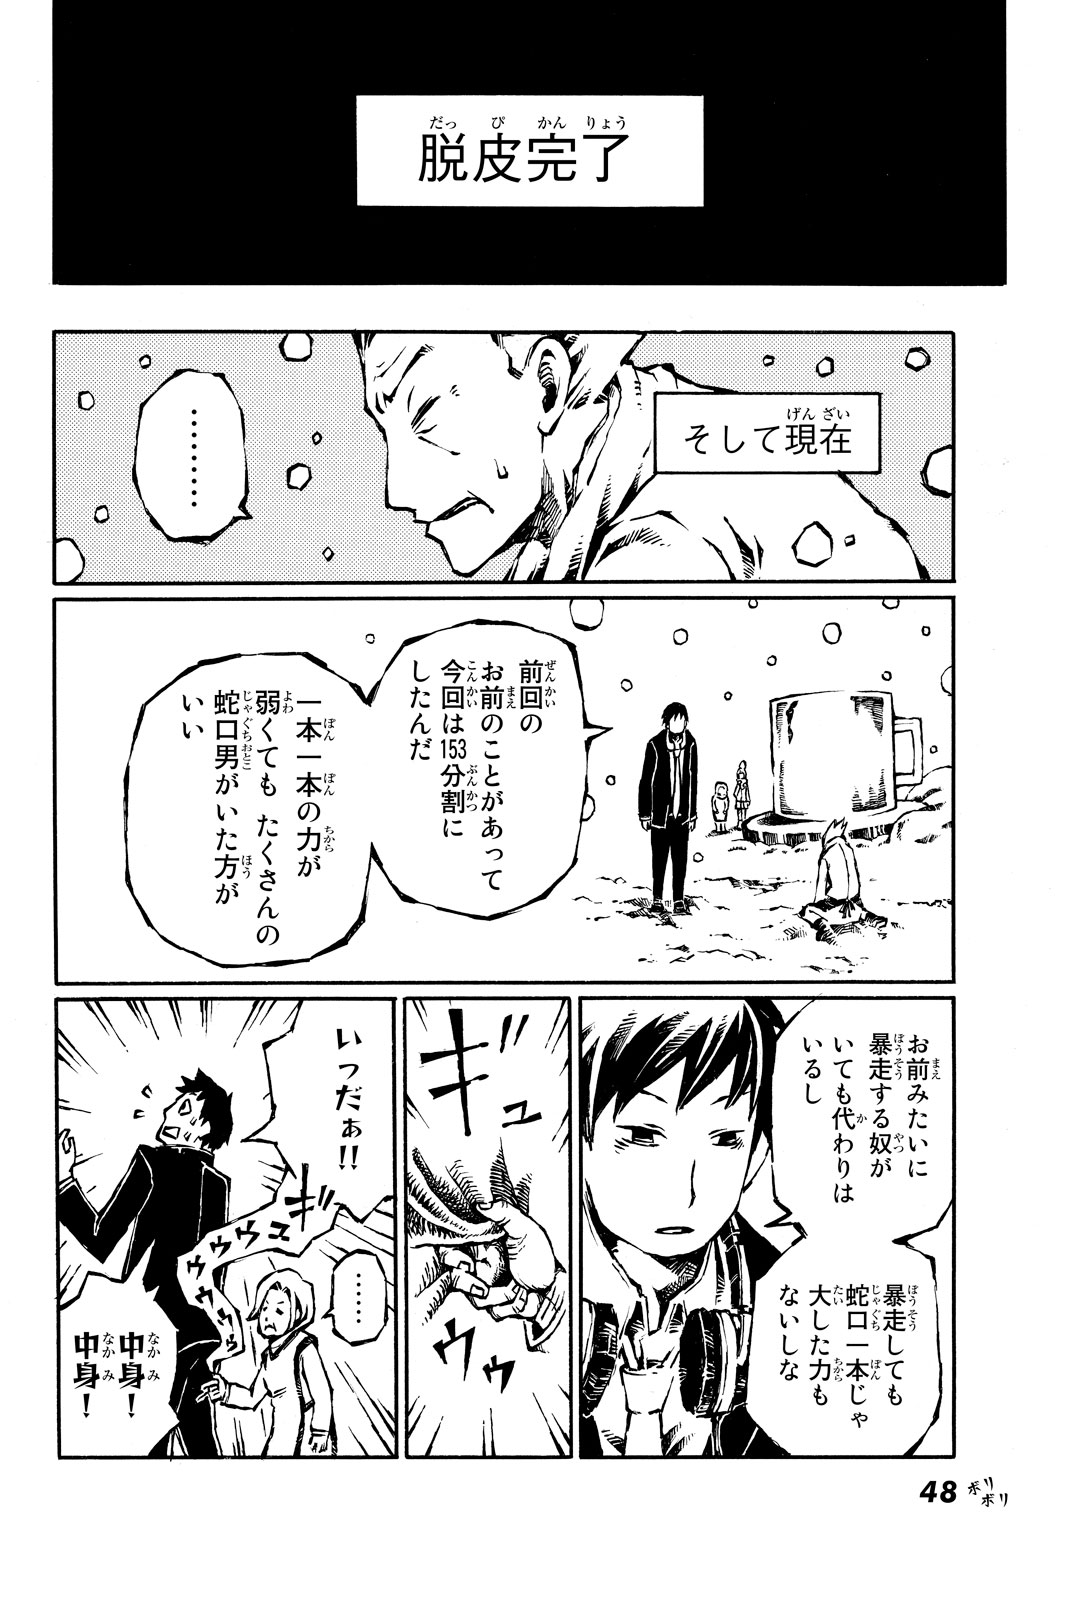 脱皮完了
そして現在
………
前回の
お前のことがあって
今回は153分割に
したんだ
一本一本の力が
弱くても たくさんの
蛇口男がいた方が
いい
お前みたいに
暴走する奴が
いても代わりは
いるし
暴走しても
蛇口一本じゃ
大した力も
ないしな
ギュウゥ
いつだぁ!!
ギュウウゥゥゥ
……
中身!
中身!
48
ボリ
ボリ